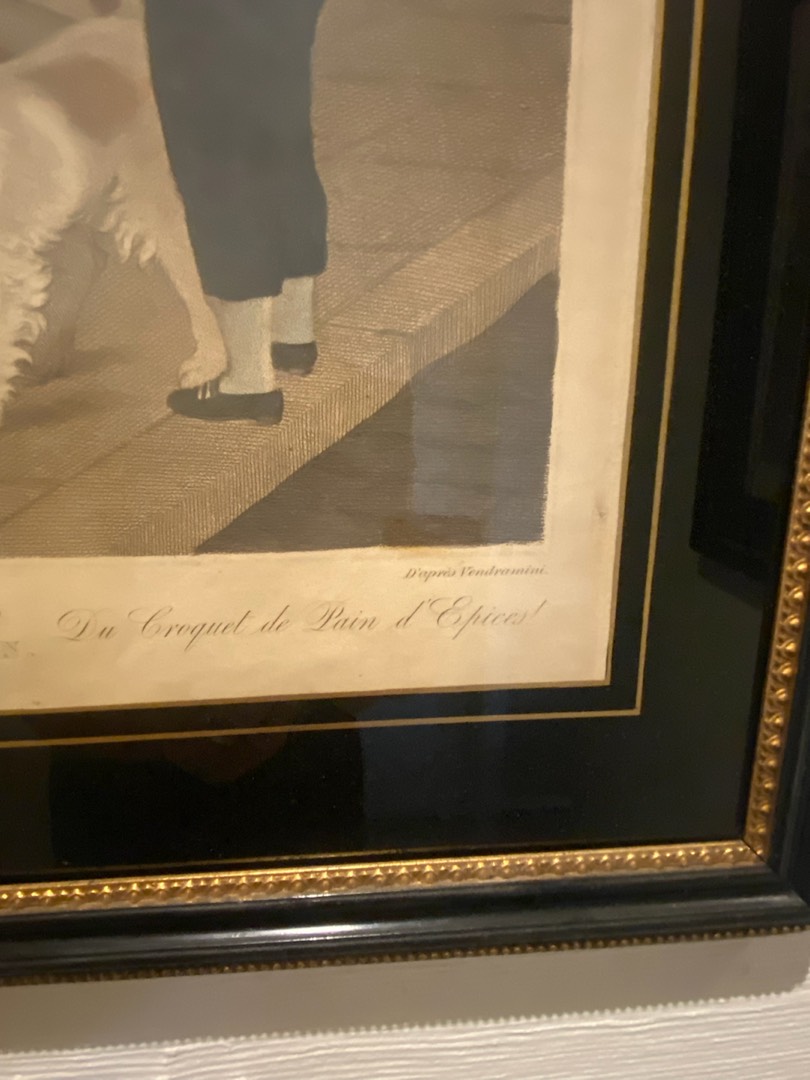 D'après Vendramini.
Du Croquet de Pain d'Epices!
N.